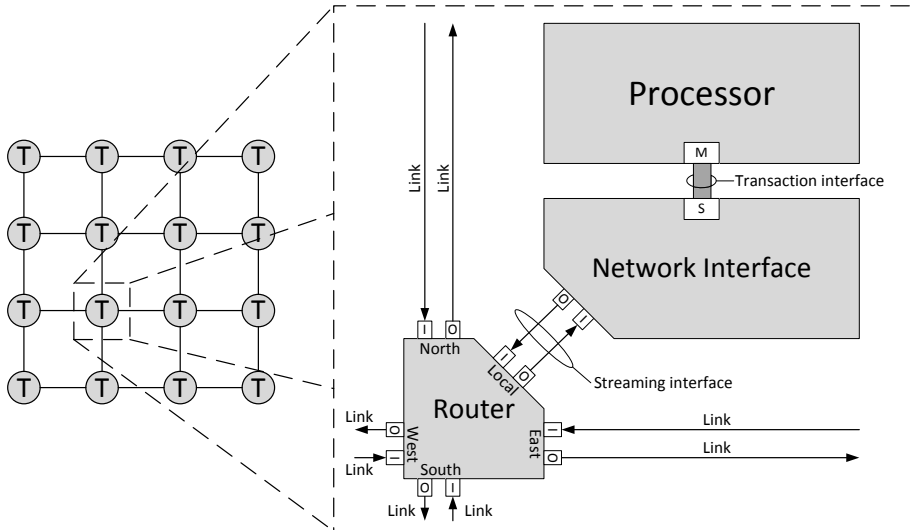 Processor
M
Transaction interface
S
Network Interface
Link
Link
T T T T
T T T T
T T T T
T T T T
O
I
I
O
Streaming interface
I
O
North
Local
Router
West
East
South
O
I
I
O
O
I
Link
Link
Link
Link
Link
Link